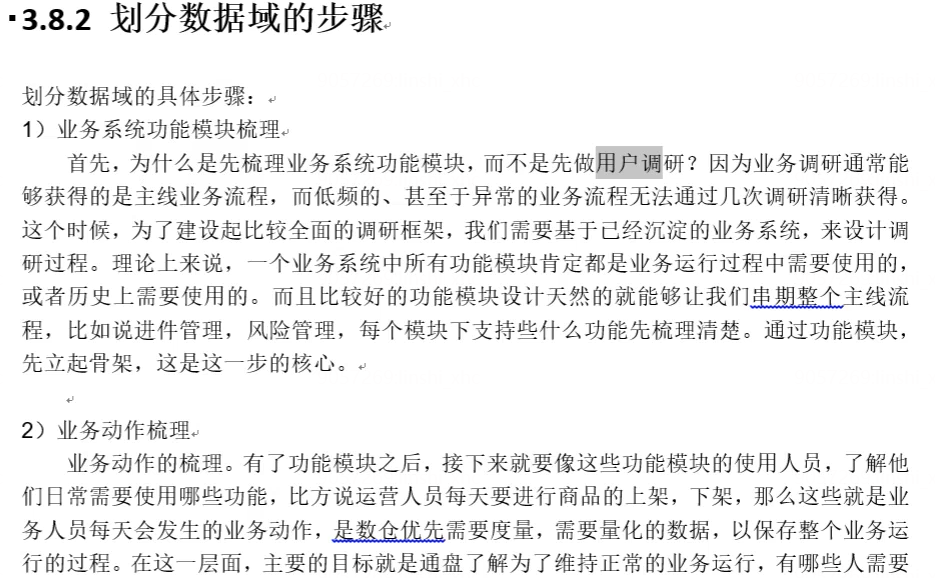 3.8.2 划分数据域的步骤
划分数据域的具体步骤：
1）业务系统功能模块梳理
首先，为什么是先梳理业务系统功能模块，而不是先做用户调研？因为业务调研通常能
够获得的是主线业务流程，而低频的、甚至于异常的业务流程无法通过几次调研清晰获得。
这个时候，为了建设起比较全面的调研框架，我们需要基于已经沉淀的业务系统，来设计调
研过程。理论上来说，一个业务系统中所有功能模块肯定都是业务运行过程中需要使用的，
或者历史上需要使用的。而且比较好的功能模块设计天然的就能够让我们串期整个主线流
程，比如说进件管理，风险管理，每个模块下支持些什么功能先梳理清楚。通过功能模块，
先立起骨架，这是这一步的核心。
2）业务动作梳理
业务动作的梳理。有了功能模块之后，接下来就要像这些功能模块的使用人员，了解他
们日常需要使用哪些功能，比方说运营人员每天要进行商品的上架，下架，那么这些就是业
务人员每天会发生的业务动作，是数仓优先需要度量，需要量化的数据，以保存整个业务运
行的过程。在这一层面，主要的目标就是通盘了解为了维持正常的业务运行，有哪些人需要